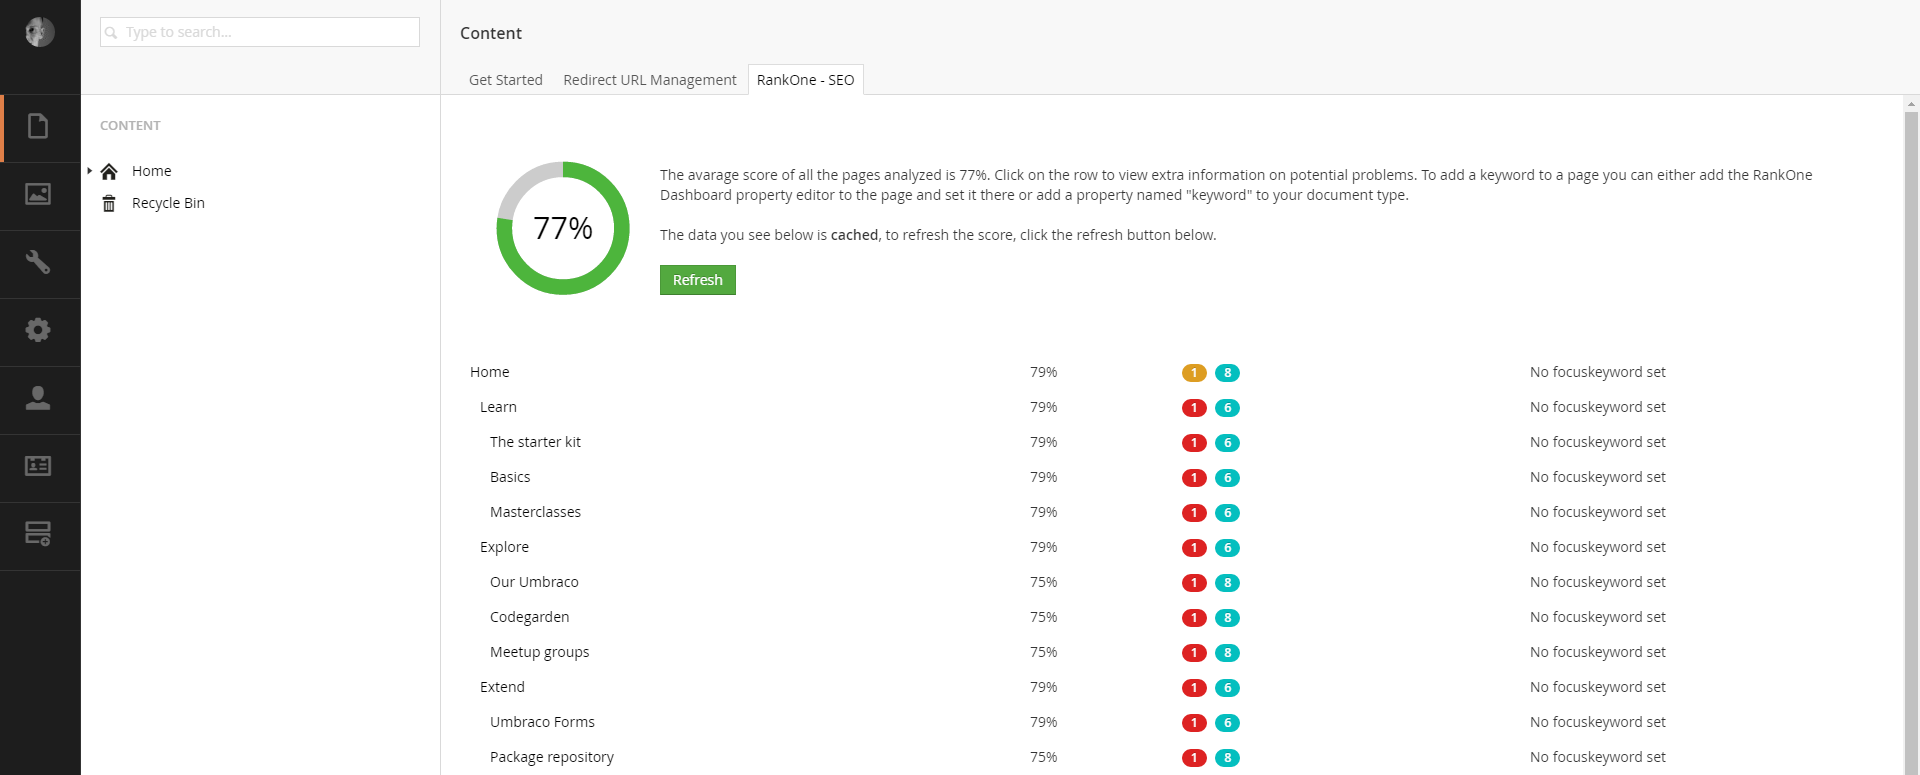 Type to search...
Content
Get Started Redirect URL Management RankOne - SEO
CONTENT
Home
Recycle Bin
77%
The avarage score of all the pages analyzed is 77%. Click on the row to view extra information on potential problems. To add a keyword to a page you can either add the RankOne
Dashboard property editor to the page and set it there or add a property named "keyword" to your document type.
The data you see below is cached, to refresh the score, click the refresh button below.
Refresh
Home 79% 1 8 No focuskeyword set
Learn 79% 1 6 No focuskeyword set
The starter kit 79% 1 6 No focuskeyword set
Basics 79% 1 6 No focuskeyword set
Masterclasses 79% 1 6 No focuskeyword set
Explore 79% 1 6 No focuskeyword set
Our Umbraco 75% 1 8 No focuskeyword set
Codegarden 75% 1 8 No focuskeyword set
Meetup groups 75% 1 8 No focuskeyword set
Extend 79% 1 6 No focuskeyword set
Umbraco Forms 79% 1 6 No focuskeyword set
Package repository 75% 1 8 No focuskeyword set